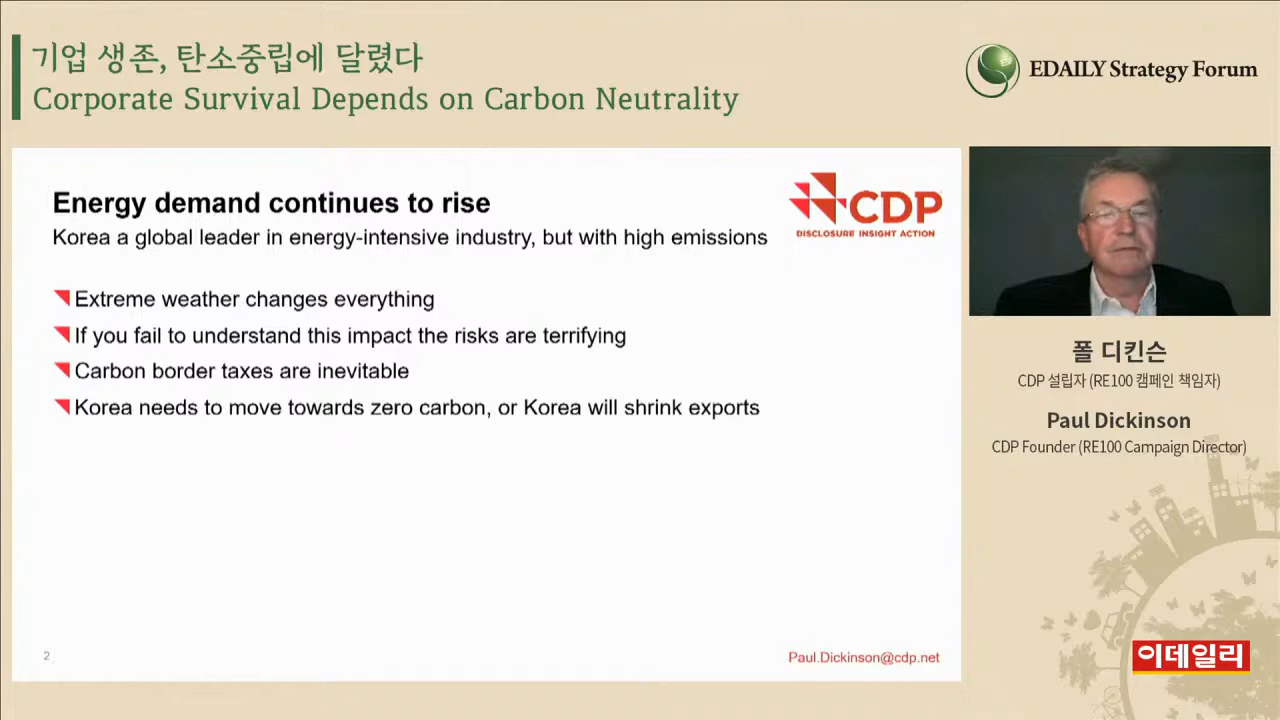 기업 생존, 탄소중립에 달렸다
Corporate Survival Depends on Carbon Neutrality
EDAILY Strategy Forum
Energy demand continues to rise
Korea a global leader in energy-intensive industry, but with high emissions
CDP
DISCLOSURE INSIGHT ACTION
Extreme weather changes everything
If you fail to understand this impact the risks are terrifying
Carbon border taxes are inevitable
Korea needs to move towards zero carbon, or Korea will shrink exports
2
Paul.Dickinson@cdp.net
폴 디킨슨
CDP 설립자 (RE100 캠페인 책임자)
Paul Dickinson
CDP Founder (RE100 Campaign Director)
이데일리